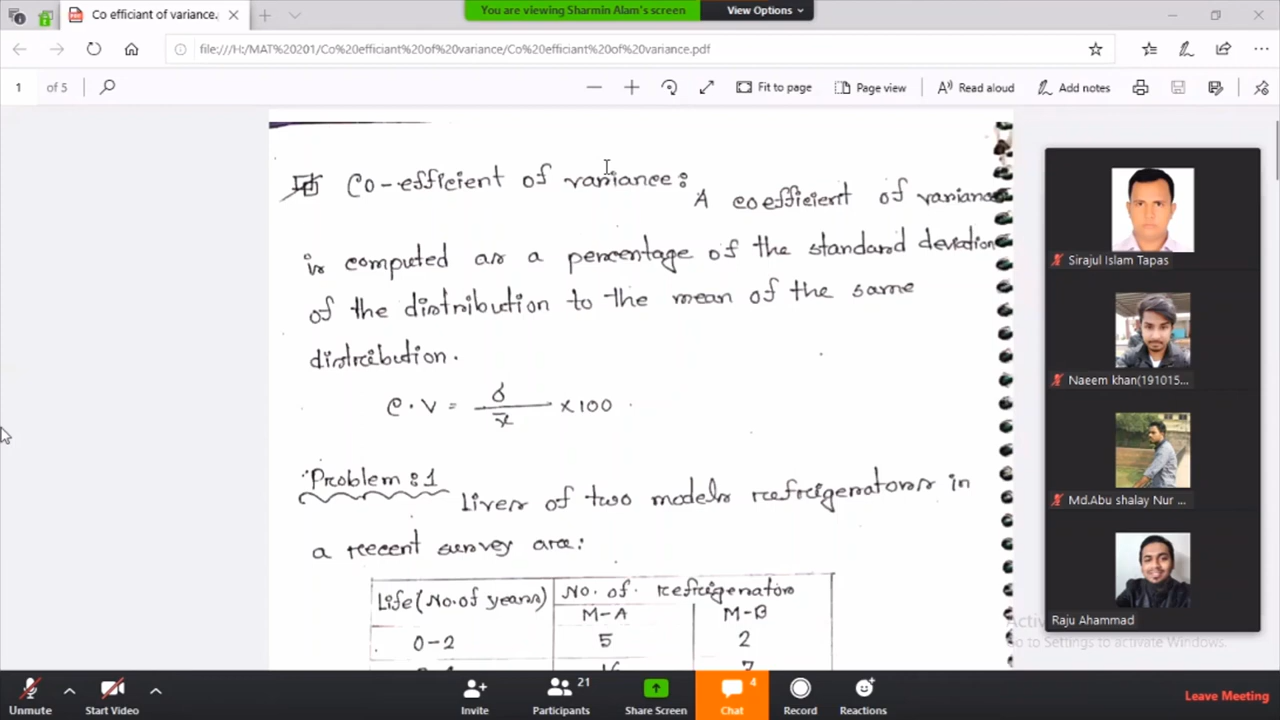 Co efficiant of variance.
You are viewing Sharmin Alam's screen
View Options
file:///H:/MAT%20201/Co%20efficiant%20of%20variance/Co%20efficiant%20of%20variance.pdf
1 of 5
Fit to page
Page view
Read aloud
Add notes
Co-efficient of variance:
A coefficient of varianc
is computed as a percentage of the standard deviation
of the distribution to the mean of the same
distribution.
C.V = σ / x̄ ×100
Problem:1
Lives of two models refrigerators in
a recent survey are:
Life (No. of years) No. of refrigerators
M-A M-B
0-2 5 2
16 7
Sirajul Islam Tapas
Naeem khan(191015...
Md.Abu shalay Nur ...
Raju Ahammad
Go to Settings to activate Windows.
Unmute
Start Video
Invite
Participants 21
Share Screen
Chat 4
Record
Reactions
Leave Meeting